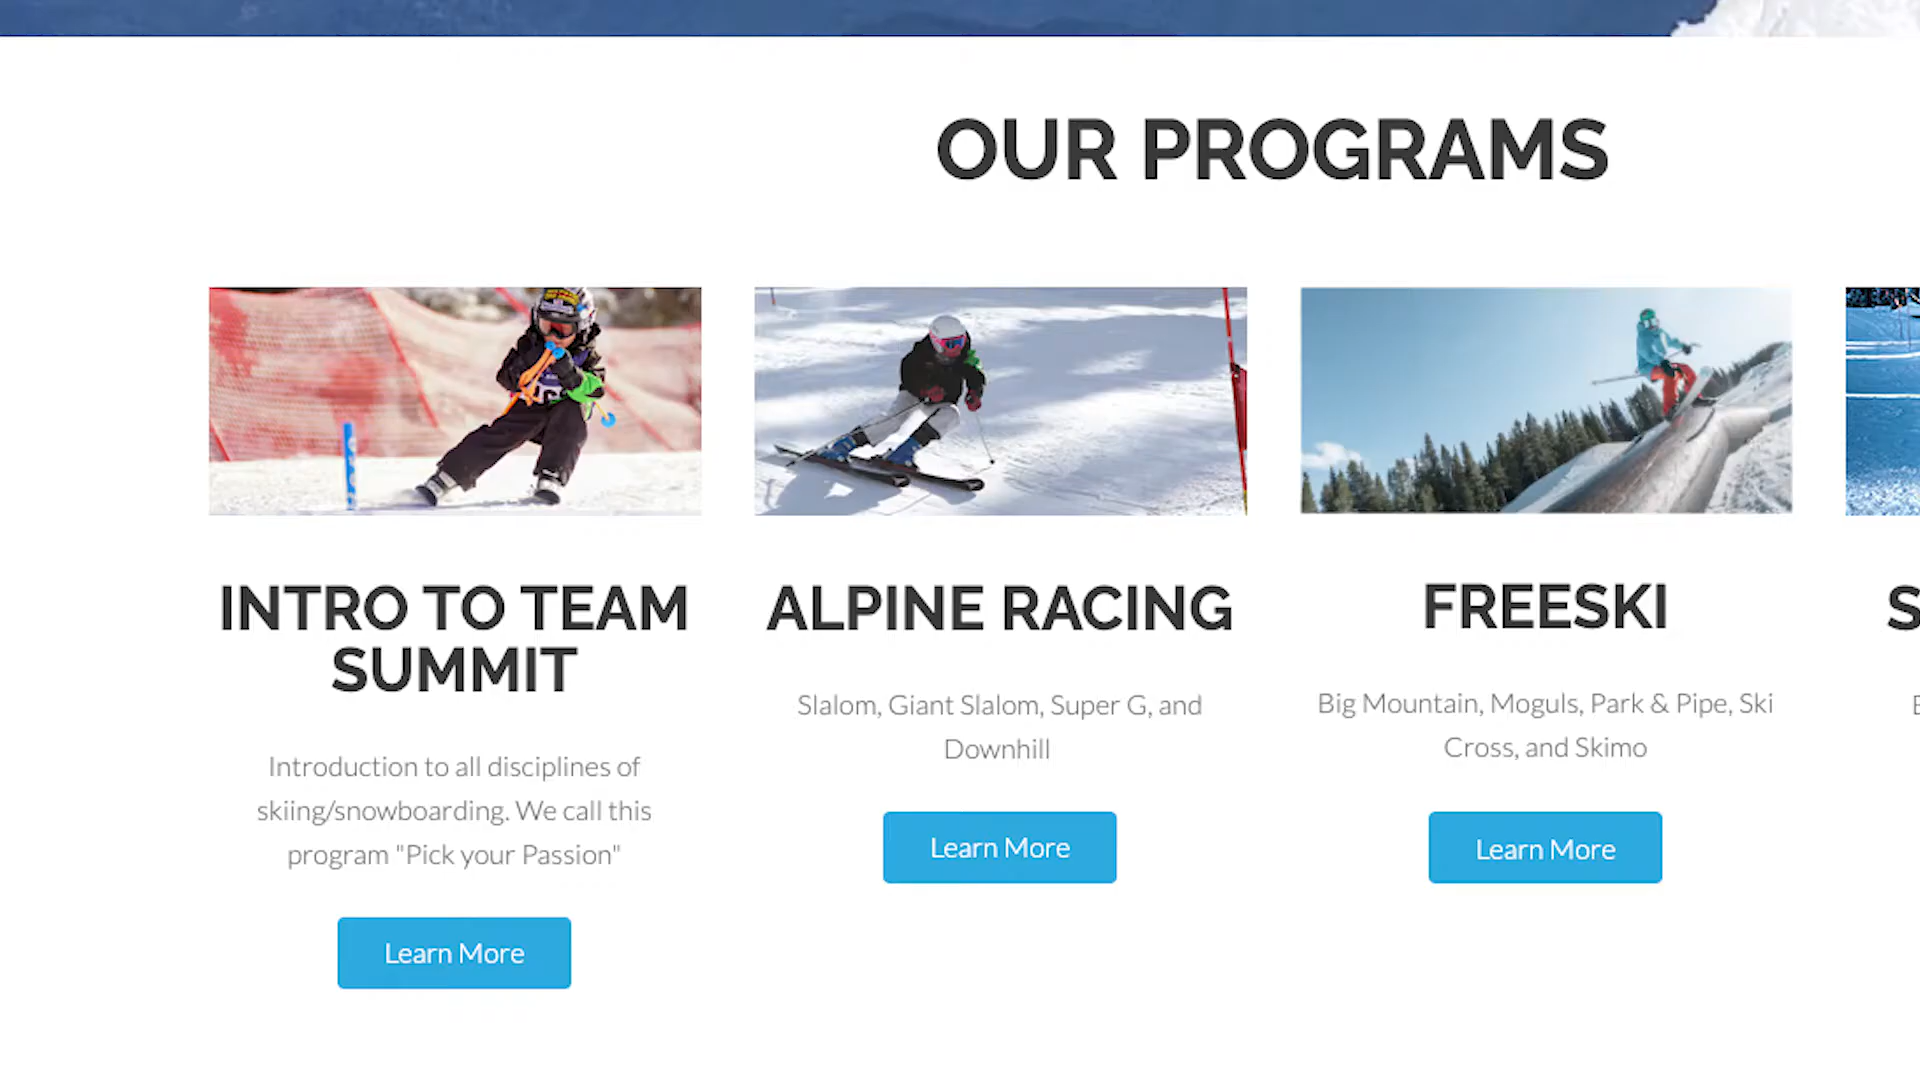 OUR PROGRAMS
INTRO TO TEAM
SUMMIT
Introduction to all disciplines of
skiing/snowboarding. We call this
program "Pick your Passion"
Learn More
ALPINE RACING
Slalom, Giant Slalom, Super G, and
Downhill
Learn More
FREESKI
Big Mountain, Moguls, Park & Pipe, Ski
Cross, and Skimo
Learn More